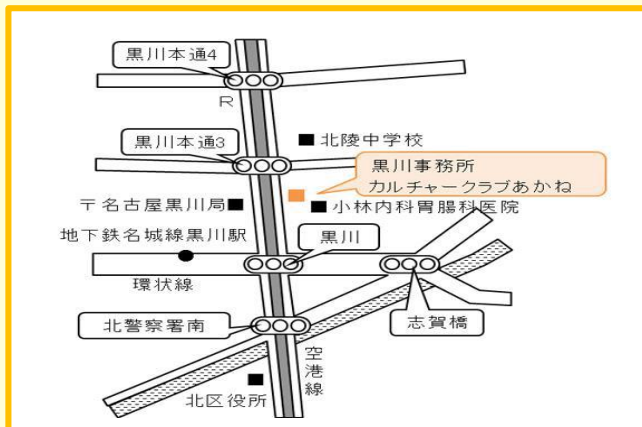 黒川本通4
R
黒川本通3
■北陵中学校
黒川事務所
カルチャークラブあかね
〒名古屋黒川局■
■小林内科胃腸科医院
地下鉄名城線黒川駅
黒川
環状線
北警察署南
志賀橋
空港線
北区役所